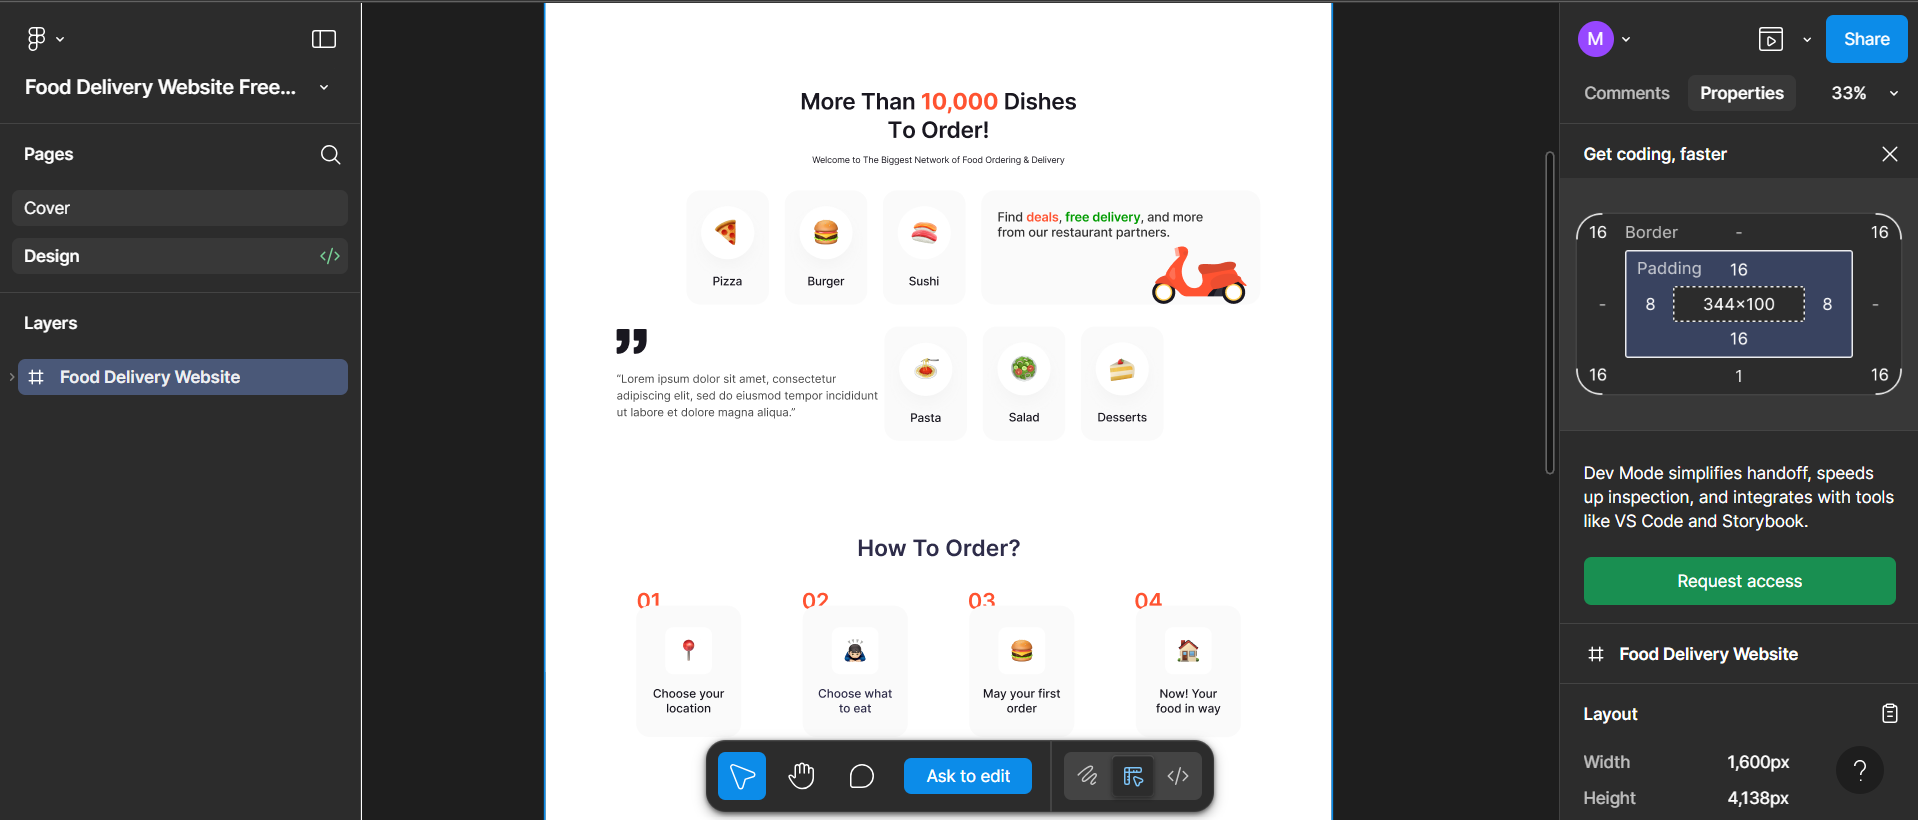 Food Delivery Website Free...
Pages
Cover
Design
</>
Layers
Food Delivery Website
More Than 10,000 Dishes
To Order!
Welcome to The Biggest Network of Food Ordering & Delivery
Pizza
Burger
Sushi
Find deals, free delivery, and more
from our restaurant partners.
"Lorem ipsum dolor sit amet, consectetur
adipiscing elit, sed do eiusmod tempor incididunt
ut labore et dolore magna aliqua."
Pasta
Salad
Desserts
How To Order?
01
02
03
04
Choose your
location
Choose what
to eat
May your first
order
Now! Your
food in way
Ask to edit
</>
M
Share
Comments
Properties
33%
Get coding, faster
16
Border
-
16
Padding
16
-
8
344×100
8
-
16
16
1
16
Dev Mode simplifies handoff, speeds
up inspection, and integrates with tools
like VS Code and Storybook.
Request access
Food Delivery Website
Layout
Width
1,600px
Height
4,138px
?